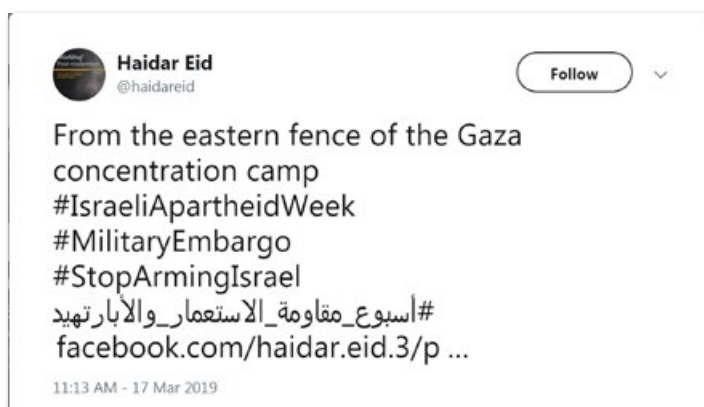 Haidar Eid
@haidareid
Follow
From the eastern fence of the Gaza
concentration camp
#IsraeliApartheidWeek
#MilitaryEmbargo
#StopArmingIsrael
#أسبوع_مقاومة_الاستعمار_والأبارتهيد
facebook.com/haidar.eid.3/p ...
11:13 AM - 17 Mar 2019